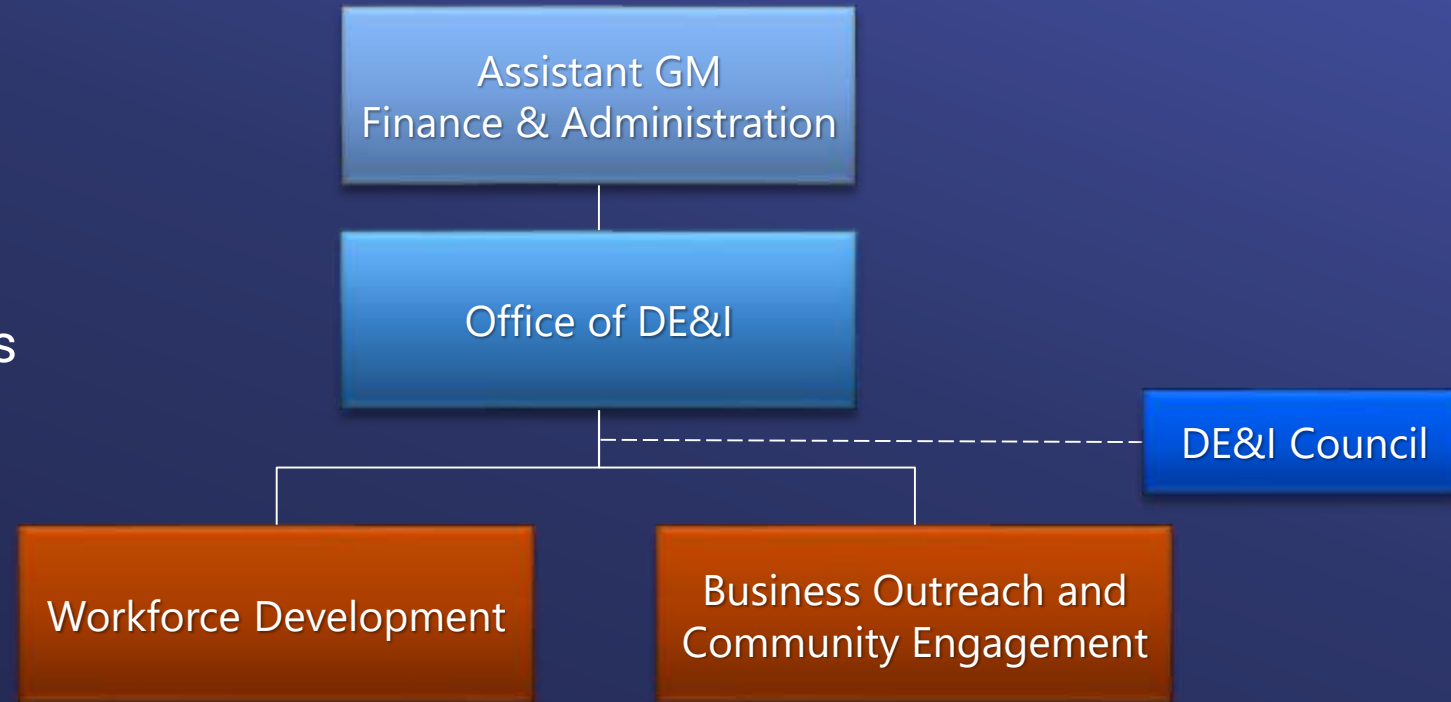 Assistant GM
Finance & Administration
Office of DE&I
s
DE&I Council
Workforce Development
Business Outreach and
Community Engagement